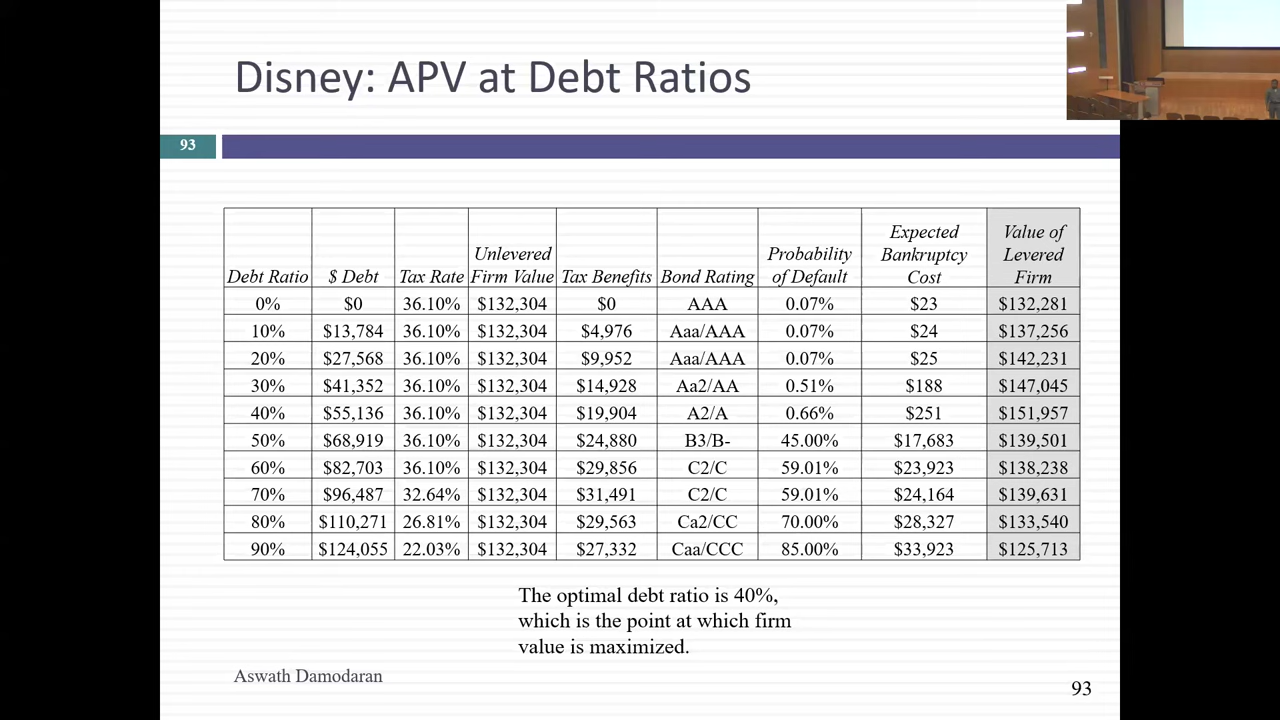 Disney: APV at Debt Ratios
93
Debt Ratio $ Debt Tax Rate Unlevered Firm Value Tax Benefits Bond Rating Probability of Default Expected Bankruptcy Cost Value of Levered Firm
0% $0 36.10% $132,304 $0 AAA 0.07% $23 $132,281
10% $13,784 36.10% $132,304 $4,976 Aaa/AAA 0.07% $24 $137,256
20% $27,568 36.10% $132,304 $9,952 Aaa/AAA 0.07% $25 $142,231
30% $41,352 36.10% $132,304 $14,928 Aa2/AA 0.51% $188 $147,045
40% $55,136 36.10% $132,304 $19,904 A2/A 0.66% $251 $151,957
50% $68,919 36.10% $132,304 $24,880 B3/B- 45.00% $17,683 $139,501
60% $82,703 36.10% $132,304 $29,856 C2/C 59.01% $23,923 $138,238
70% $96,487 32.64% $132,304 $31,491 C2/C 59.01% $24,164 $139,631
80% $110,271 26.81% $132,304 $29,563 Ca2/CC 70.00% $28,327 $133,540
90% $124,055 22.03% $132,304 $27,332 Caa/CCC 85.00% $33,923 $125,713
The optimal debt ratio is 40%,
which is the point at which firm
value is maximized.
Aswath Damodaran
93